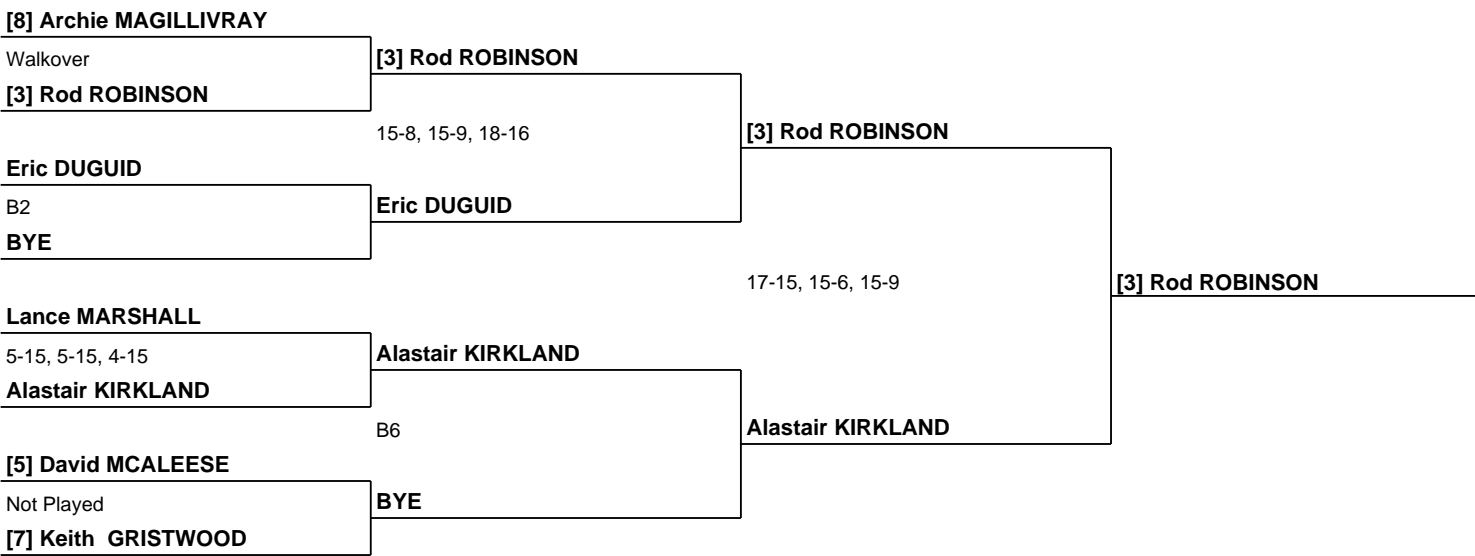 [8] Archie MAGILLIVRAY
Walkover
[3] Rod ROBINSON
[3] Rod ROBINSON
15-8, 15-9, 18-16
[3] Rod ROBINSON
Eric DUGUID
B2
Eric DUGUID
BYE
17-15, 15-6, 15-9
[3] Rod ROBINSON
Lance MARSHALL
5-15, 5-15, 4-15
Alastair KIRKLAND
Alastair KIRKLAND
B6
Alastair KIRKLAND
[5] David MCALEESE
Not Played
BYE
[7] Keith  GRISTWOOD